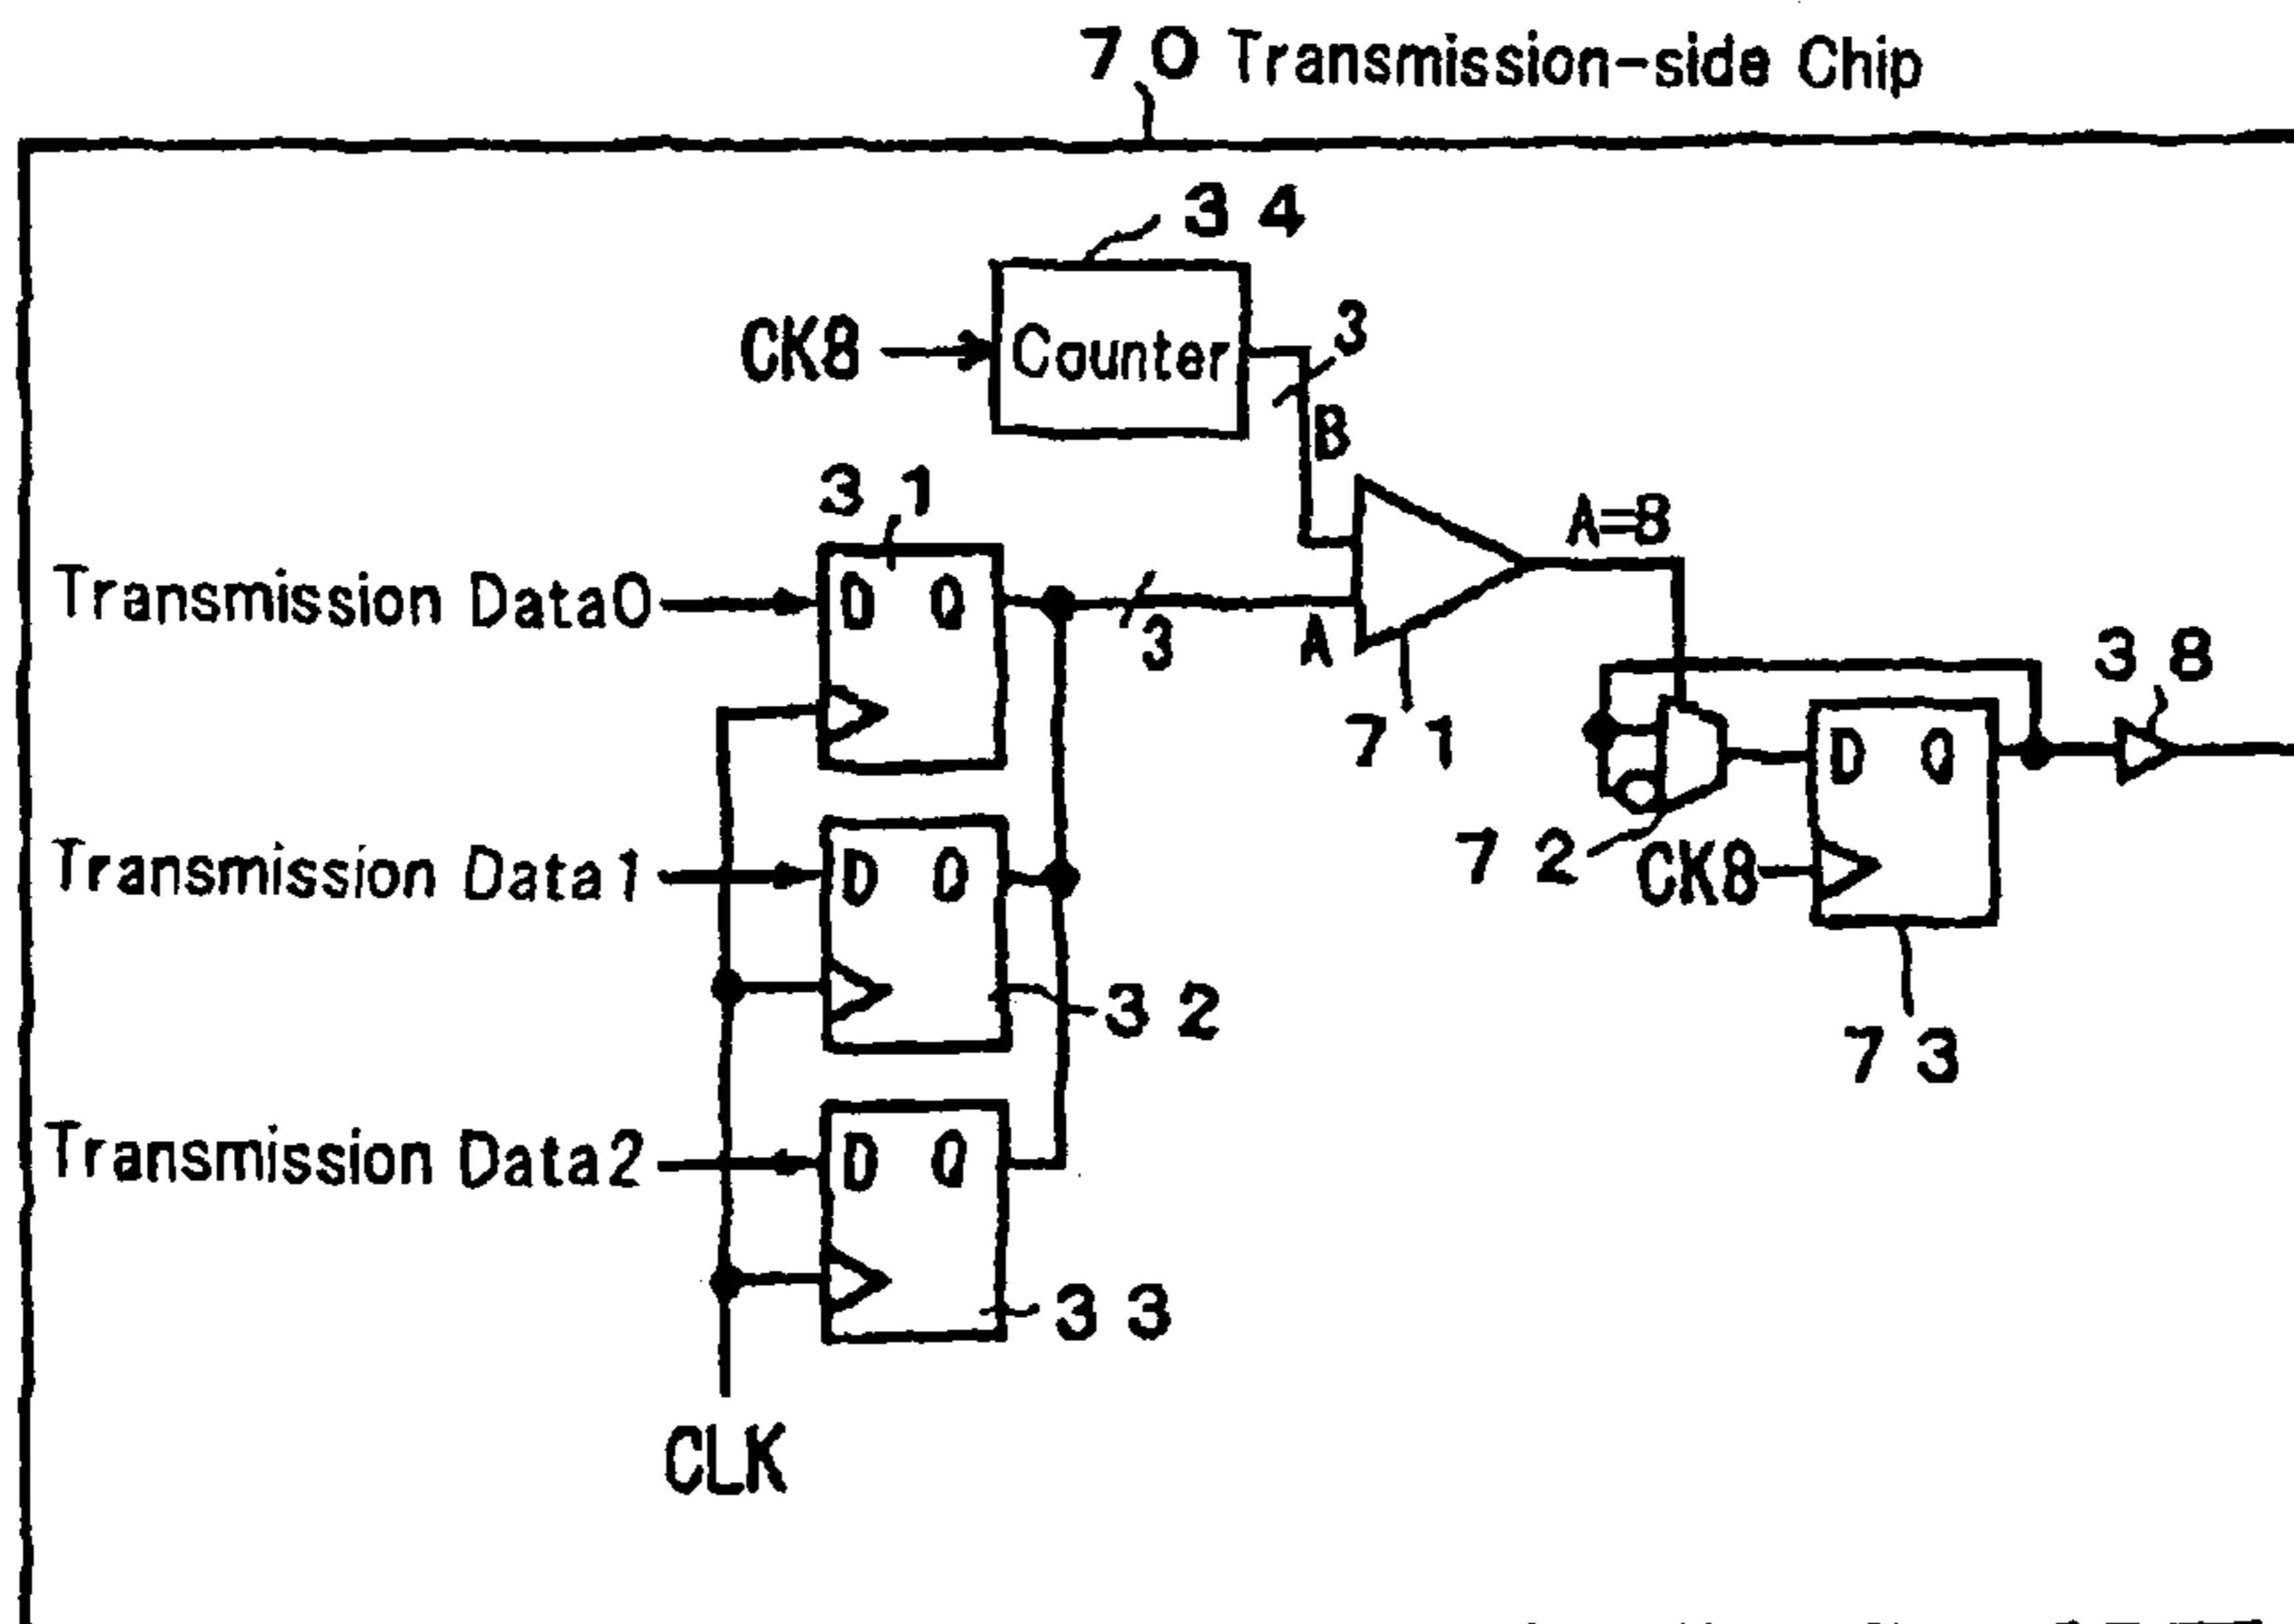 70 Transmission-side Chip
34
CK8
Counter
3
B
31
A=8
Transmission Data0
D Q
3
A
38
71
D Q
72
CK8
Transmission Data1
D Q
32
73
Transmission Data2
D Q
33
CLK